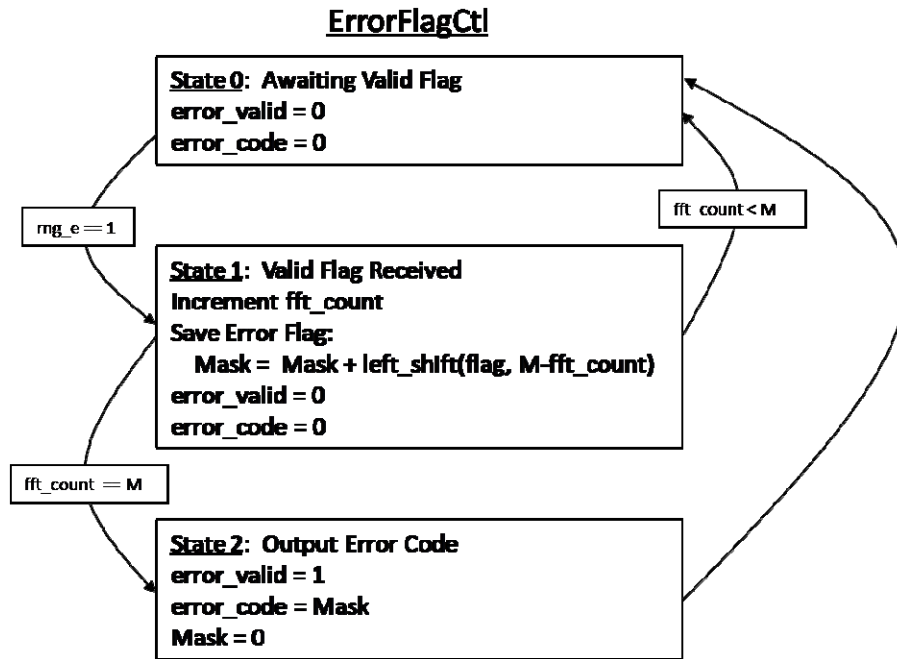 ErrorFlagCtl
State 0: Awaiting Valid Flag
error_valid = 0
error_code = 0
rng_e == 1
fft_count < M
State 1: Valid Flag Received
Increment fft_count
Save Error Flag:
Mask = Mask + left_shift(flag, M-fft_count)
error_valid = 0
error_code = 0
fft_count == M
State 2: Output Error Code
error_valid = 1
error_code = Mask
Mask = 0